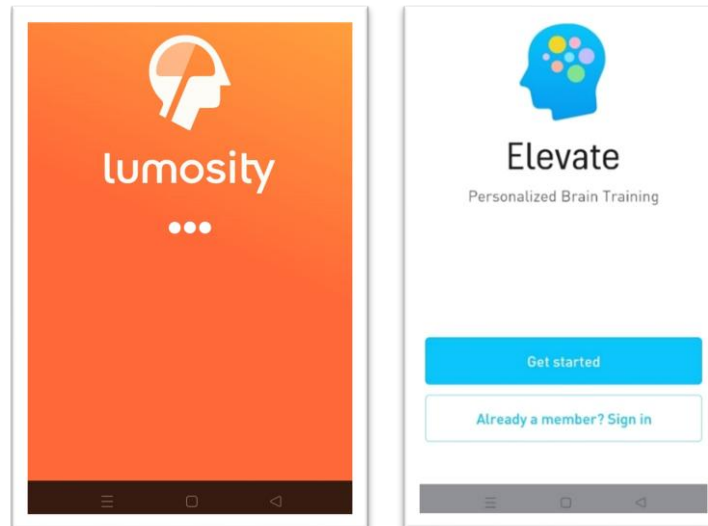 lumosity
Elevate
Personalized Brain Training
Get started
Already a member? Sign in